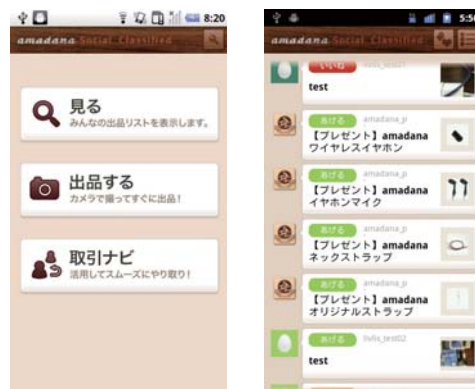 8:20
amadana Social Classified
見る
みんなの出品リストを表示します。
出品する
カメラで撮ってすぐに出品！
取引ナビ
活用してスムーズにやり取り！
5:50
amadana Social Classified
いいね
livlis_test01
test
あげる amadana_jp
【プレゼント】amadana
ワイヤレスイヤホン
あげる amadana_jp
【プレゼント】amadana
イヤホンマイク
あげる amadana_jp
【プレゼント】amadana
ネックストラップ
あげる amadana_jp
【プレゼント】amadana
オリジナルストラップ
あげる livlis_test02
test